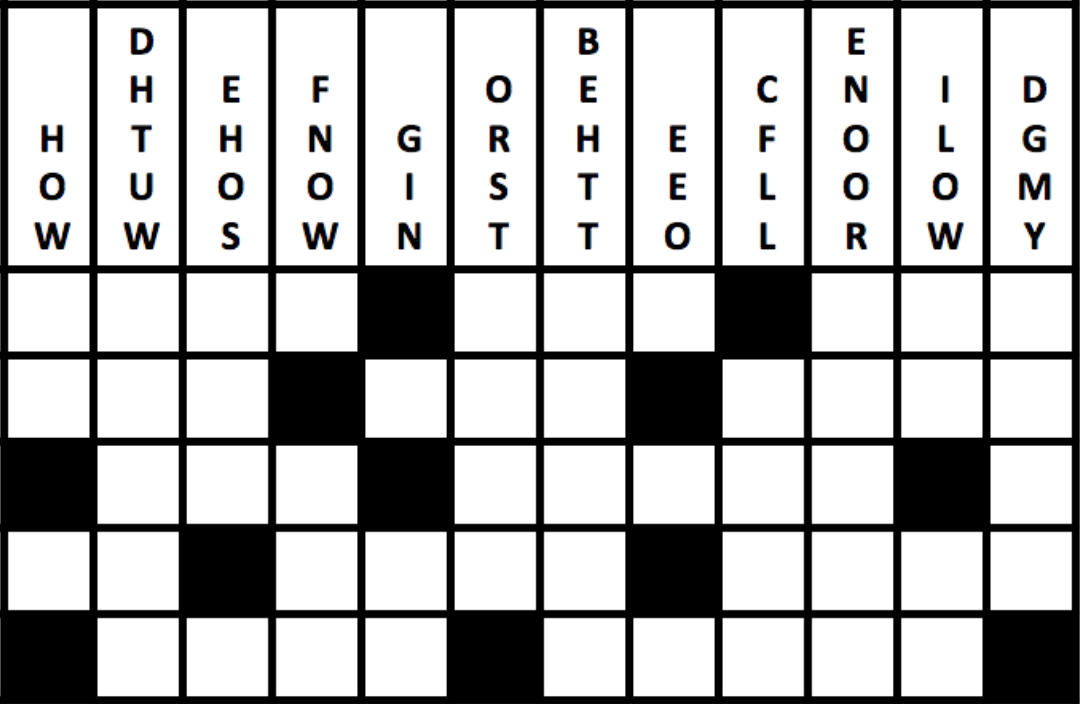 D B E
H E F O E C N I D
H T H N G R H E F O L G
O U O O I S T E L O O M
W W S W N T T O L R W Y